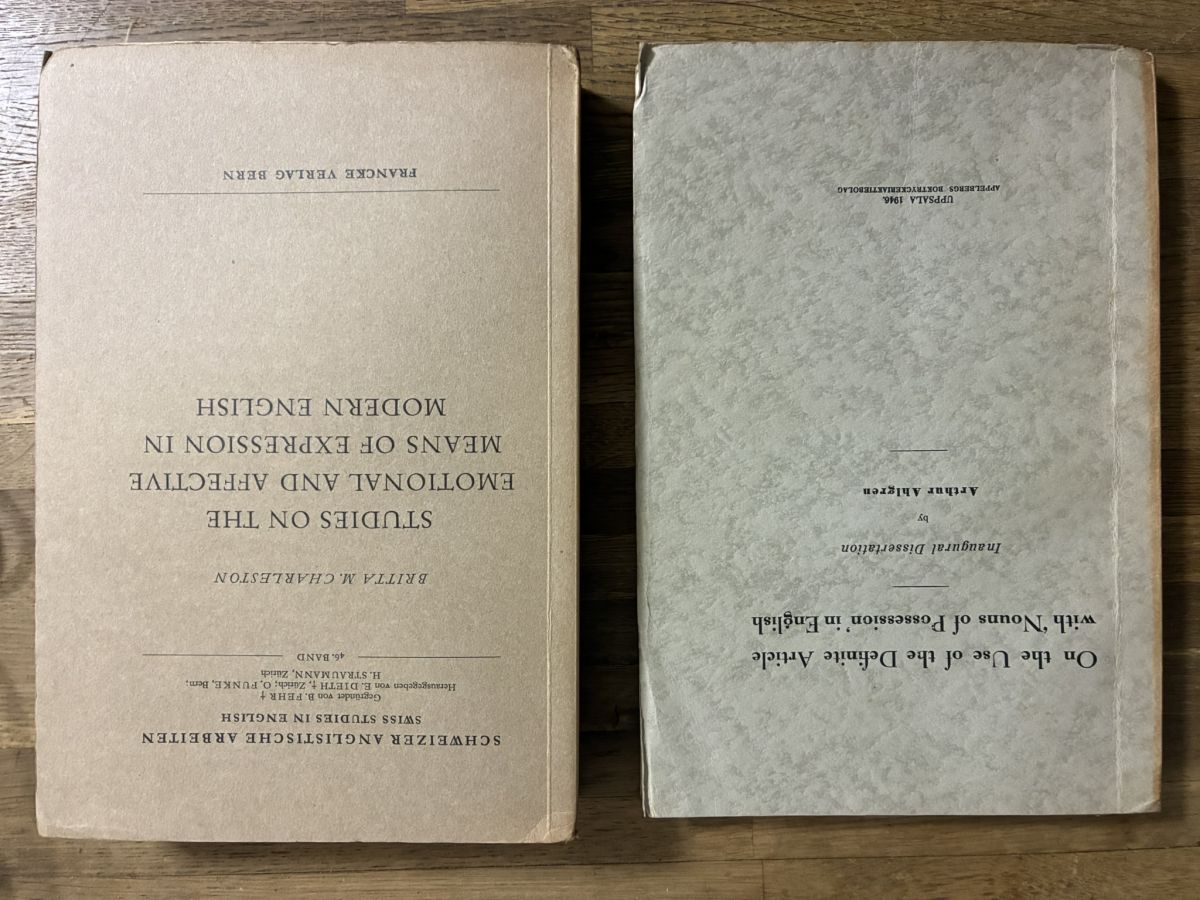 SCHWEIZER ANGLISTISCHE ARBEITEN
SWISS STUDIES IN ENGLISH
Gegründet von B. FEHR †
Herausgegeben von E. DIETH †, Zürich; O. FUNKE, Bern;
H. STRAUMANN, Zürich
46. BAND
BRITTA M. CHARLESTON
STUDIES ON THE
EMOTIONAL AND AFFECTIVE
MEANS OF EXPRESSION IN
MODERN ENGLISH
FRANCKE VERLAG BERN
On the Use of the Definite Article
with 'Nouns of Possession' in English
Inaugural Dissertation
by
Arthur Ahlgren
UPPSALA 1946.
APPELBERGS BOKTRYCKERIAKTIEBOLAG